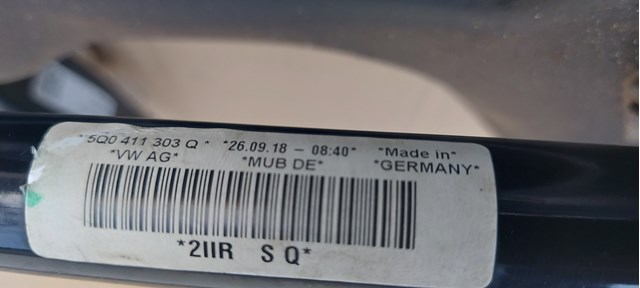 *5Q0 411 303 Q * *26.09.18 - 08:40* *Made in*
*VW AG* *MUB DE* *GERMANY*
*2IIR S Q*